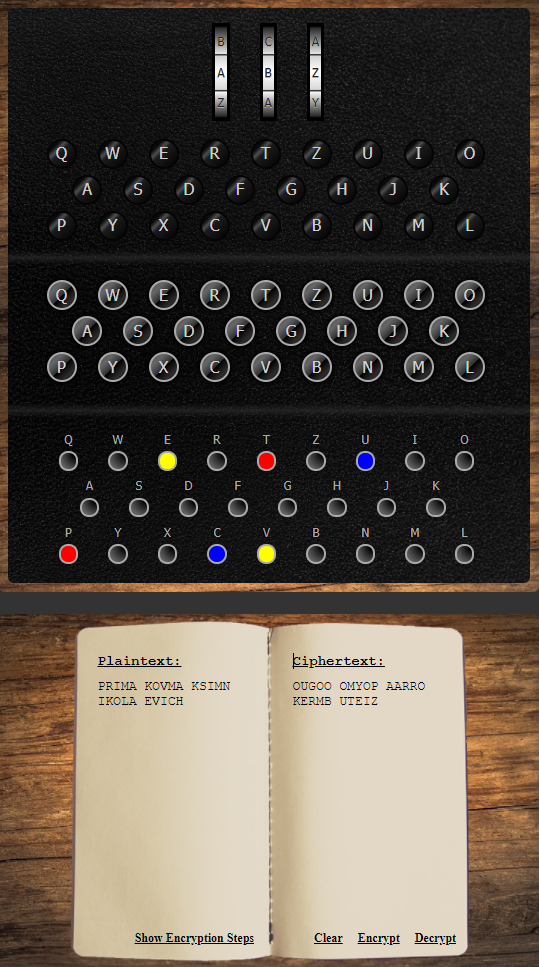 B C A
A B Z
Z A Y
Q W E R T Z U I O
A S D F G H J K
P Y X C V B N M L
Q W E R T Z U I O
A S D F G H J K
P Y X C V B N M L
Q W E R T Z U I O
A S D F G H J K
P Y X C V B N M L
Plaintext:
PRIMA KOVMA KSIMN
IKOLA EVICH
Ciphertext:
OUGOO OMYOP AARRO
KERMB UTEIZ
Show Encryption Steps
Clear Encrypt Decrypt